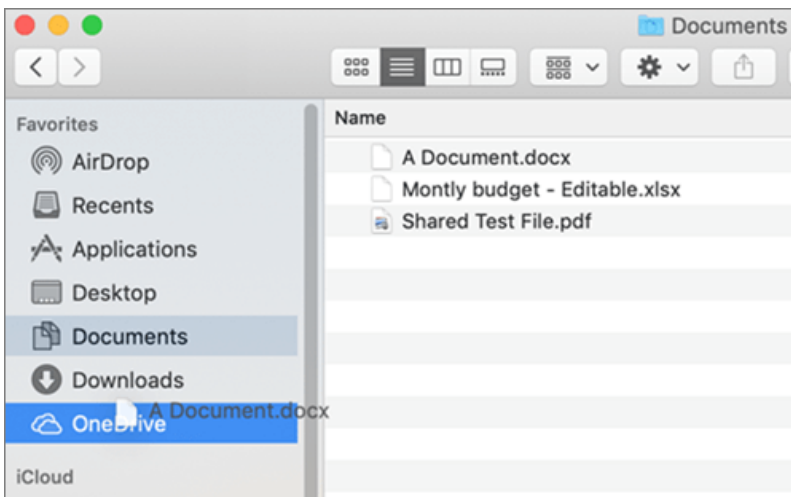 Documents
Favorites
AirDrop
Recents
Applications
Desktop
Documents
Downloads
OneDrive
A Document.docx
iCloud
Name
A Document.docx
Montly budget - Editable.xlsx
Shared Test File.pdf